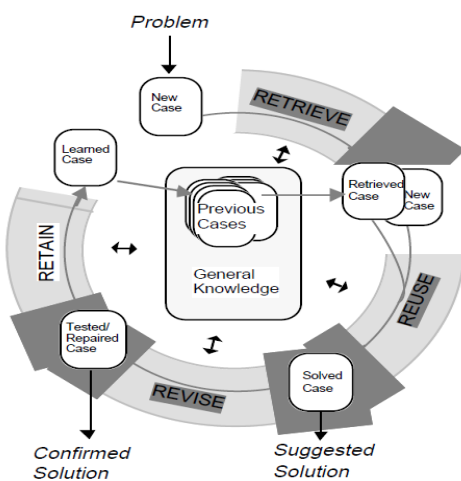 Problem
New
Case
RETRIEVE
Learned
Case
Retrieved
Case
New
Case
Previous
Cases
General
Knowledge
RETAIN
REUSE
Tested/
Repaired
Case
REVISE
Solved
Case
Confirmed
Solution
Suggested
Solution